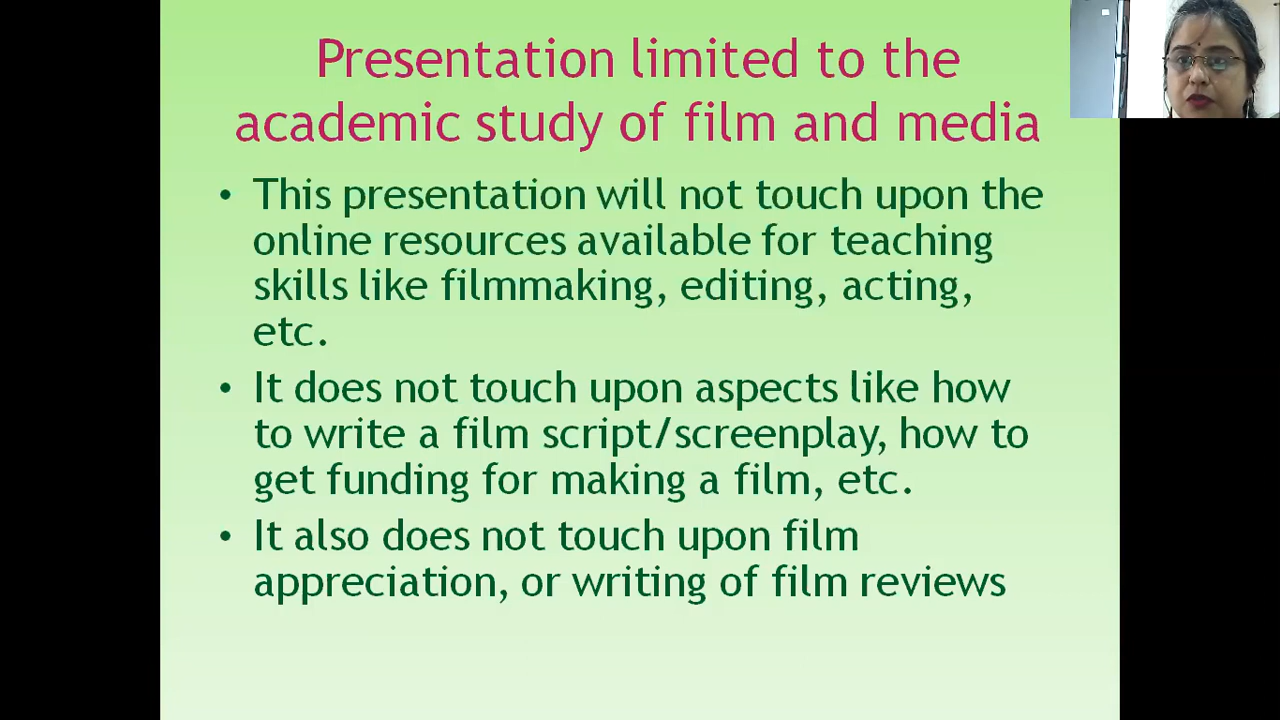 Presentation limited to the
academic study of film and media
• This presentation will not touch upon the
online resources available for teaching
skills like filmmaking, editing, acting,
etc.
• It does not touch upon aspects like how
to write a film script/screenplay, how to
get funding for making a film, etc.
• It also does not touch upon film
appreciation, or writing of film reviews